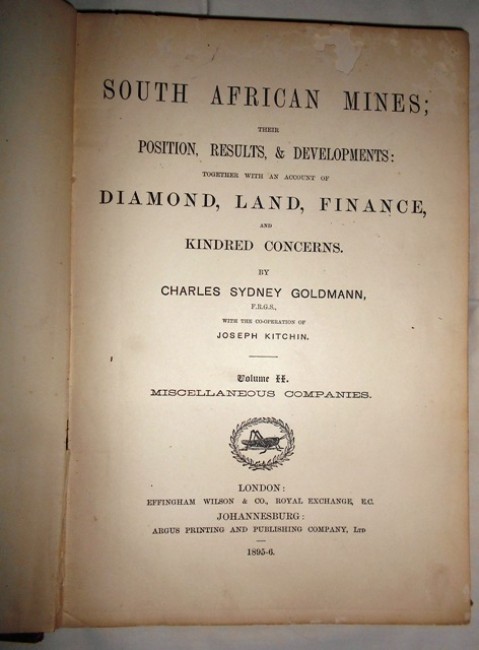 SOUTH AFRICAN MINES;
THEIR
POSITION, RESULTS, & DEVELOPMENTS:
TOGETHER WITH AN ACCOUNT OF
DIAMOND, LAND, FINANCE,
AND
KINDRED CONCERNS.
BY
CHARLES SYDNEY GOLDMANN,
F.R.G.S.,
WITH THE CO-OPERATION OF
JOSEPH KITCHIN.
Volume II.
MISCELLANEOUS COMPANIES.
LONDON:
EFFINGHAM WILSON & CO., ROYAL EXCHANGE, E.C.
JOHANNESBURG:
ARGUS PRINTING AND PUBLISHING COMPANY, LTD
1895-6.